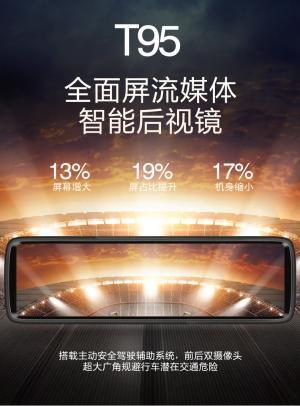 T95
全面屏流媒体
智能后视镜
13% 19% 17%
屏幕增大 屏占比提升 机身缩小
搭载主动安全驾驶辅助系统，前后双摄像头
超大广角规避行车潜在交通危险